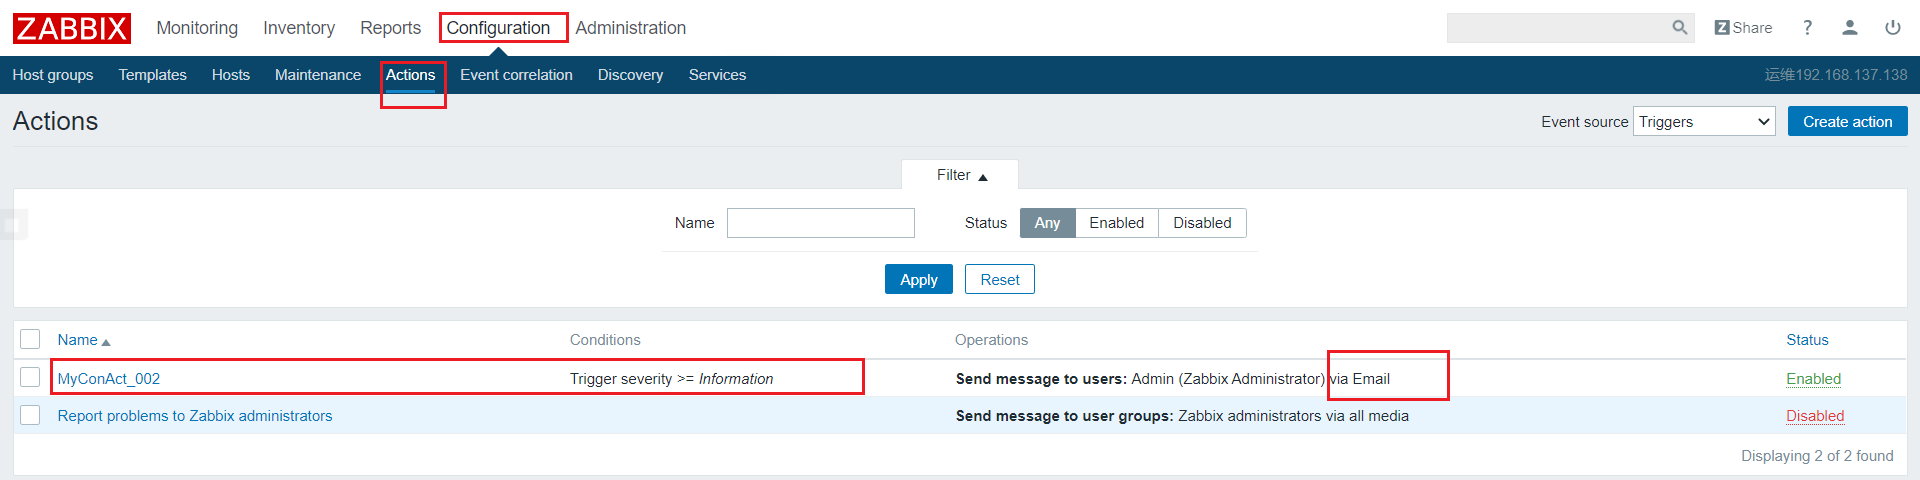 ZABBIX Monitoring Inventory Reports Configuration Administration Share ?
Host groups Templates Hosts Maintenance Actions Event correlation Discovery Services 运维192.168.137.138
Actions Event source Triggers Create action
Filter
Name Status Any Enabled Disabled
Apply Reset
Name Conditions Operations Status
MyConAct_002 Trigger severity >= Information Send message to users: Admin (Zabbix Administrator) via Email Enabled
Report problems to Zabbix administrators Send message to user groups: Zabbix administrators via all media Disabled
Displaying 2 of 2 found